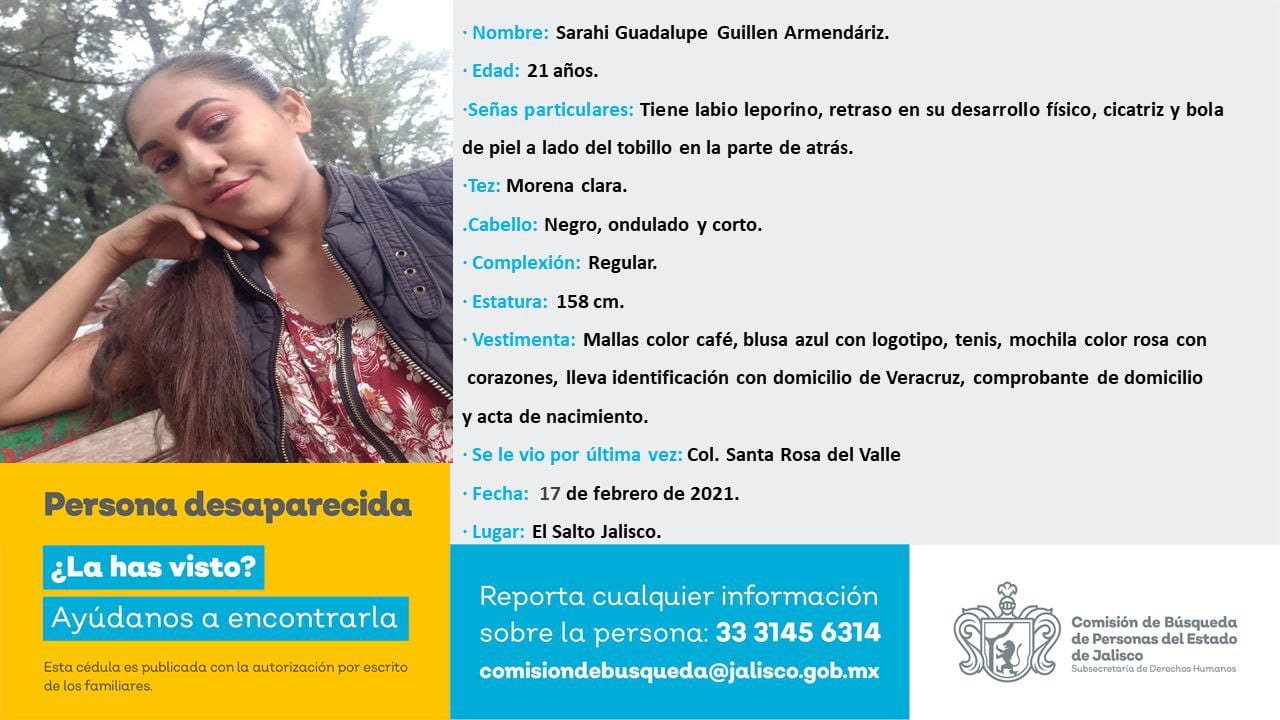 · Nombre: Sarahi Guadalupe Guillen Armendáriz.
· Edad: 21 años.
·Señas particulares: Tiene labio leporino, retraso en su desarrollo físico, cicatriz y bola
de piel a lado del tobillo en la parte de atrás.
·Tez: Morena clara.
.Cabello: Negro, ondulado y corto.
· Complexión: Regular.
· Estatura: 158 cm.
· Vestimenta: Mallas color café, blusa azul con logotipo, tenis, mochila color rosa con
corazones, lleva identificación con domicilio de Veracruz, comprobante de domicilio
y acta de nacimiento.
· Se le vio por última vez: Col. Santa Rosa del Valle
· Fecha: 17 de febrero de 2021.
· Lugar: El Salto Jalisco.
Persona desaparecida
¿La has visto?
Ayúdanos a encontrarla
Esta cédula es publicada con la autorización por escrito
de los familiares.
Reporta cualquier información
sobre la persona: 33 3145 6314
comisiondebusqueda@jalisco.gob.mx
Comisión de Búsqueda
de Personas del Estado
de Jalisco
Subsecretaría de Derechos Humanos